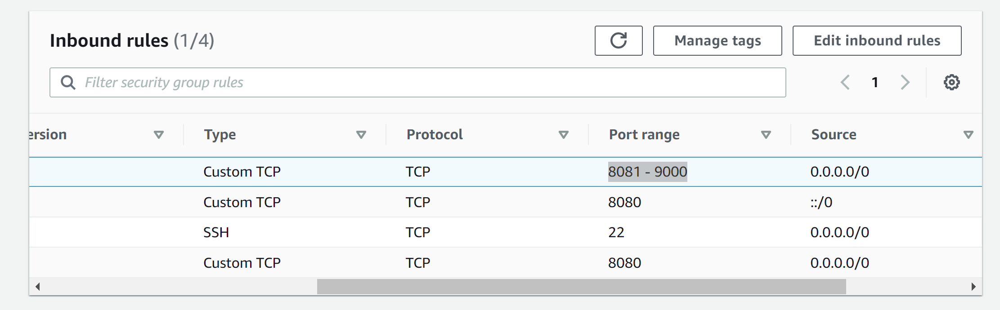 Inbound rules (1/4)
Manage tags
Edit inbound rules
Filter security group rules
1
ersion Type Protocol Port range Source
Custom TCP TCP 8081 - 9000 0.0.0.0/0
Custom TCP TCP 8080 ::/0
SSH TCP 22 0.0.0.0/0
Custom TCP TCP 8080 0.0.0.0/0